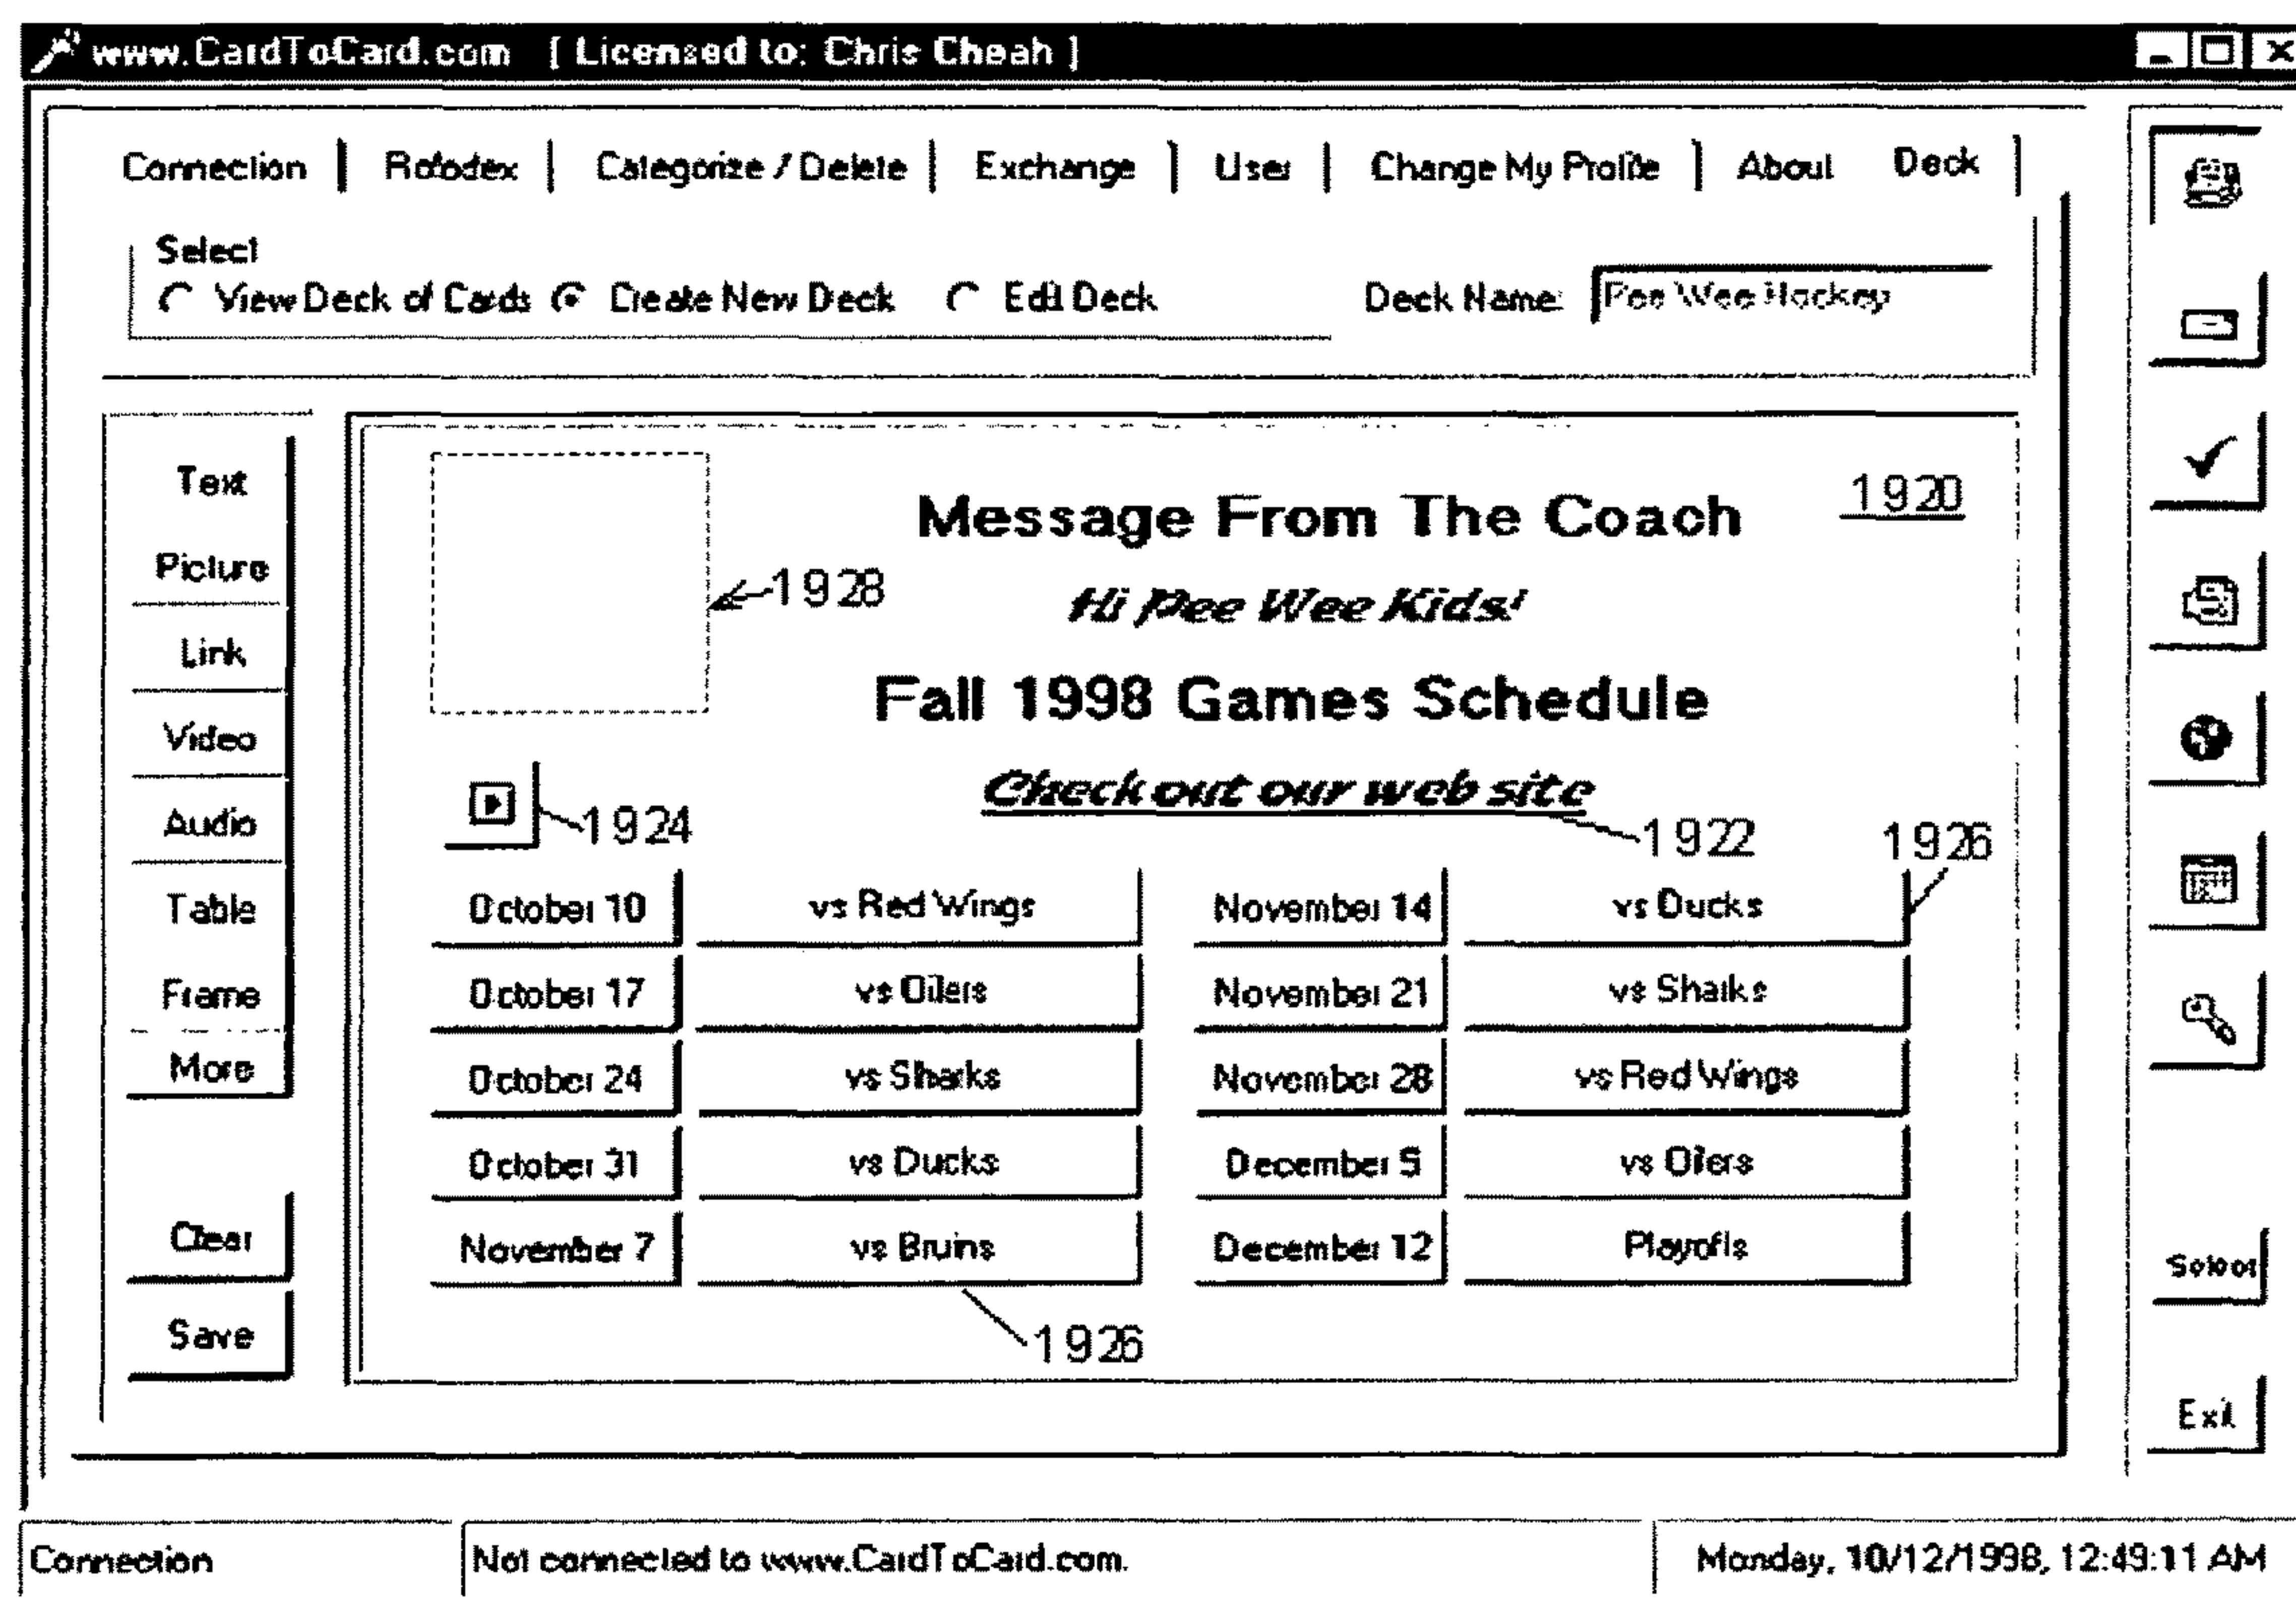 www.CardToCard.com [ Licensed to: Chris Cheah ]
Connection | Rolodex | Categorize / Delete | Exchange | User | Change My Profile | About Deck
Select
View Deck of Cards Create New Deck Edit Deck Deck Name: Pee Wee Hockey
Text
Picture
Link
Video
Audio
Table
Frame
More
Clear
Save
Message From The Coach 1920
1928
Hi Pee Wee Kids!
Fall 1998 Games Schedule
Check out our web site
1924
1922
1926
October 10 vs Red Wings November 14 vs Ducks
October 17 vs Oilers November 21 vs Sharks
October 24 vs Sharks November 28 vs Red Wings
October 31 vs Ducks December 5 vs Oilers
November 7 vs Bruins December 12 Playoffs
1926
Select
Exit
Connection Not connected to www.CardToCard.com. Monday, 10/12/1998, 12:49:11 AM